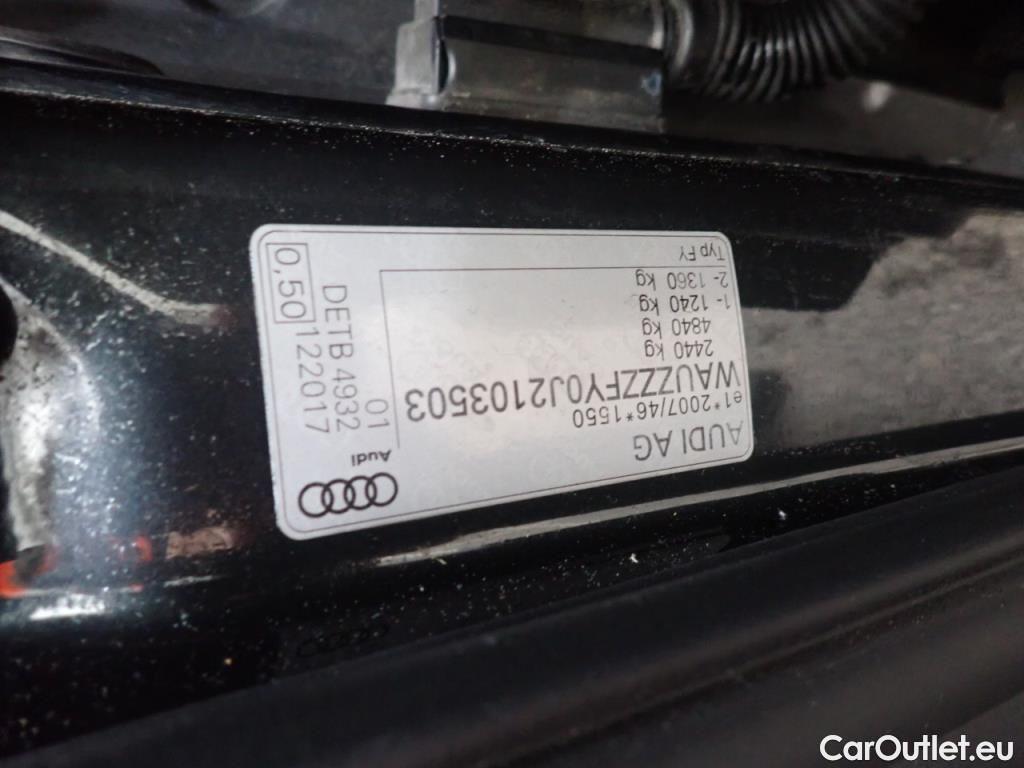 AUDI AG
e1*2007/46*1550
WAUZZZFY0J2103503
2440 kg
4840 kg
1- 1240 kg
2- 1360 kg
Typ FY
Audi
01
DETB 4932
0,50 122017
CarOutlet.eu